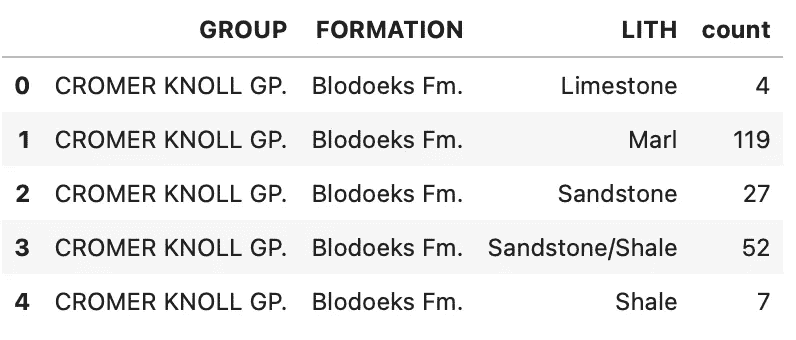 GROUP FORMATION LITH count
0 CROMER KNOLL GP. Blodoeks Fm. Limestone 4
1 CROMER KNOLL GP. Blodoeks Fm. Marl 119
2 CROMER KNOLL GP. Blodoeks Fm. Sandstone 27
3 CROMER KNOLL GP. Blodoeks Fm. Sandstone/Shale 52
4 CROMER KNOLL GP. Blodoeks Fm. Shale 7